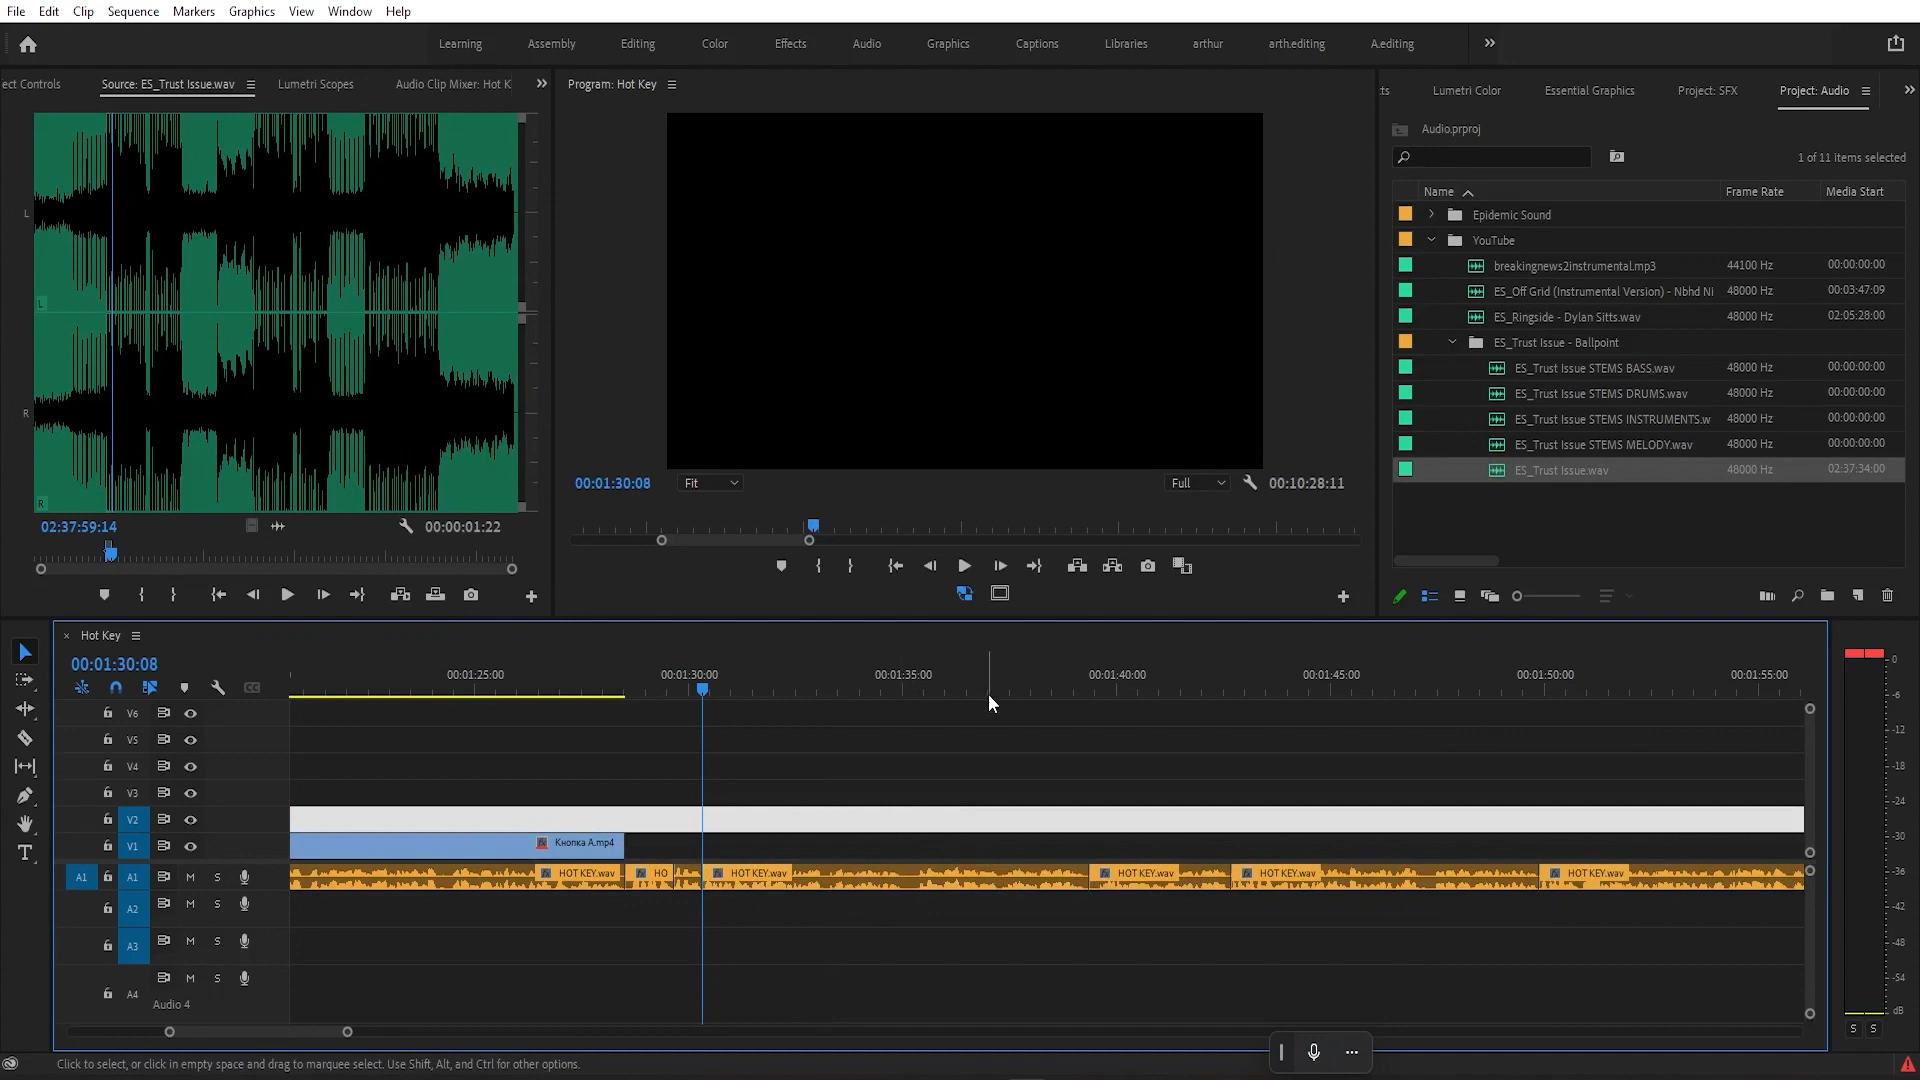 File Edit Clip Sequence Markers Graphics View Window Help
Learning Assembly Editing Color Effects Audio Graphics Captions Libraries arthur arth.editing A.editing
ect Controls Source: ES_Trust Issue.wav Lumetri Scopes Audio Clip Mixer: Hot K
L
L
R
R
02:37:59:14 00:00:01:22
Program: Hot Key
00:01:30:08 Fit Full 00:10:28:11
ts Lumetri Color Essential Graphics Project: SFX Project: Audio
Audio.prproj
1 of 11 items selected
Name Frame Rate Media Start
Epidemic Sound
YouTube
breakingnews2instrumental.mp3 44100 Hz 00:00:00:00
ES_Off Grid (Instrumental Version) - Nbhd Ni 48000 Hz 00:03:47:09
ES_Ringside - Dylan Sitts.wav 48000 Hz 02:05:28:00
ES_Trust Issue - Ballpoint
ES_Trust Issue STEMS BASS.wav 48000 Hz 00:00:00:00
ES_Trust Issue STEMS DRUMS.wav 48000 Hz 00:00:00:00
ES_Trust Issue STEMS INSTRUMENTS.w 48000 Hz 00:00:00:00
ES_Trust Issue STEMS MELODY.wav 48000 Hz 00:00:00:00
ES_Trust Issue.wav 48000 Hz 02:37:34:00
Hot Key
00:01:30:08
00:01:25:00 00:01:30:00 00:01:35:00 00:01:40:00 00:01:45:00 00:01:50:00 00:01:55:00
V6
V5
V4
V3
V2
V1 Кнопка А.mp4
A1 A1 M S HOT KEY.wav HO HOT KEY.wav HOT KEY.wav HOT KEY.wav HOT KEY.wav
A2 M S
A3 M S
A4 M S
Audio 4
0
-6
-12
-18
-24
-30
-36
-42
-48
-54
dB
S S
Click to select, or click in empty space and drag to marquee select. Use Shift, Alt, and Ctrl for other options.